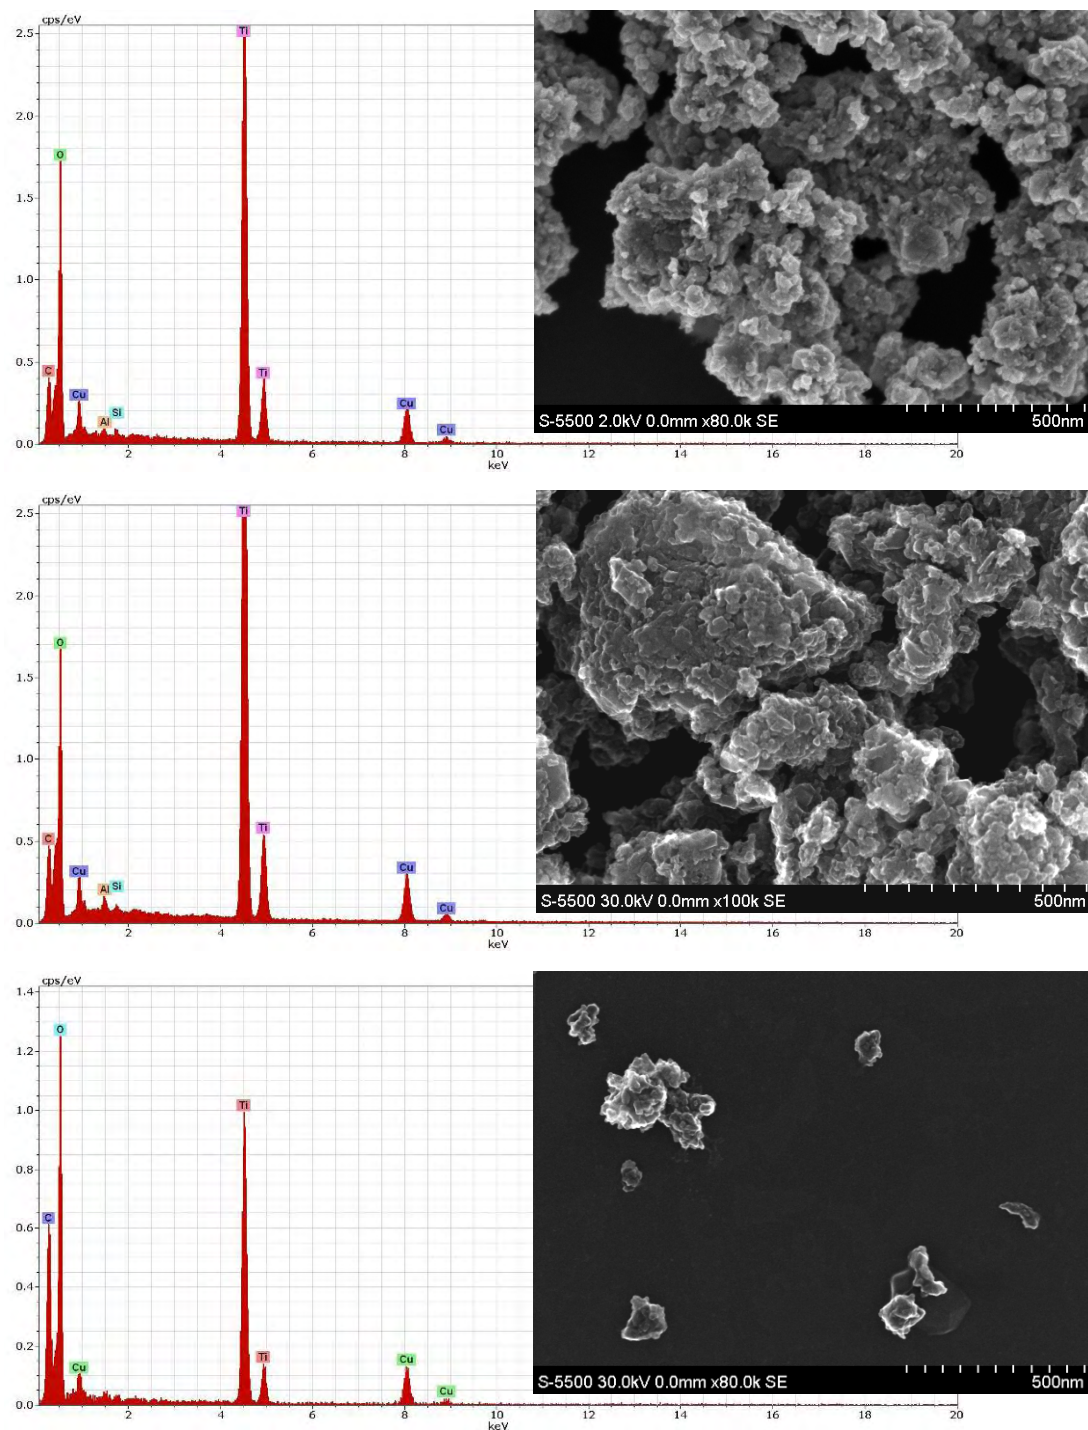 cps/eV
2.5
2.0
1.5
1.0
0.5
0.0
Ti
O
C
Cu
Al
Si
Ti
Cu
Cu
2 4 6 8 10 12 14 16 18 20
keV
S-5500 2.0kV 0.0mm x80.0k SE 500nm
cps/eV
2.5
2.0
1.5
1.0
0.5
0.0
Ti
O
C
Cu
Al
Si
Ti
Cu
Cu
2 4 6 8 10 12 14 16 18 20
keV
S-5500 30.0kV 0.0mm x100k SE 500nm
cps/eV
1.4
1.2
1.0
0.8
0.6
0.4
0.2
0.0
O
Ti
C
Cu
Ti
Cu
Cu
2 4 6 8 10 12 14 16 18 20
keV
S-5500 30.0kV 0.0mm x80.0k SE 500nm